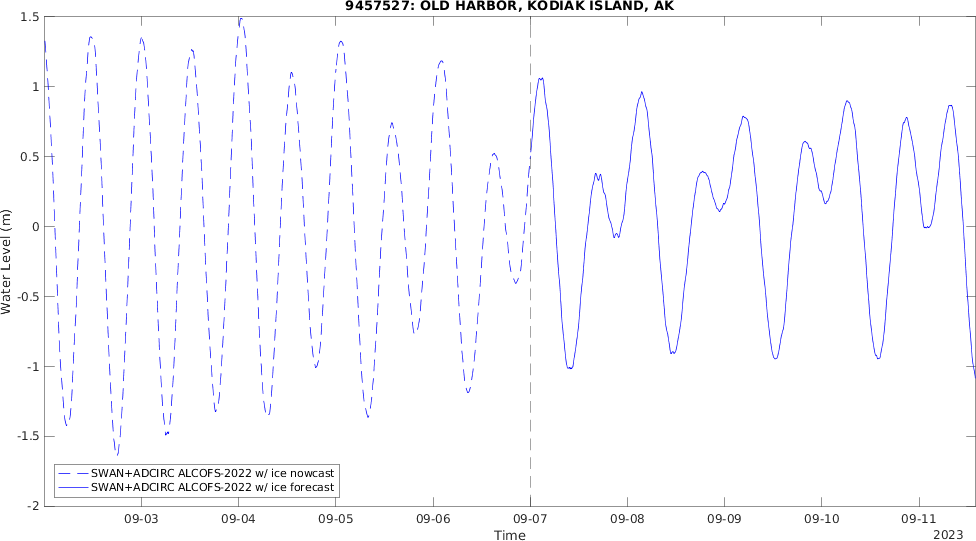 9457527: OLD HARBOR, KODIAK ISLAND, AK
1.5
1
0.5
0
-0.5
-1
-1.5
-2
Water Level (m)
SWAN+ADCIRC ALCOFS-2022 w/ ice nowcast
SWAN+ADCIRC ALCOFS-2022 w/ ice forecast
09-03 09-04 09-05 09-06 09-07 09-08 09-09 09-10 09-11
Time
2023